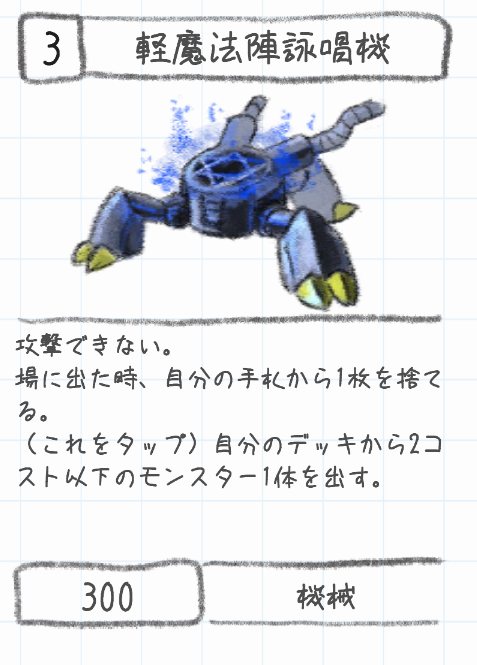 3
軽魔法陣詠唱機
攻撃できない。
場に出た時、自分の手札から1枚を捨て
る。
（これをタップ）自分のデッキから2コ
スト以下のモンスター1体を出す。
300
機械